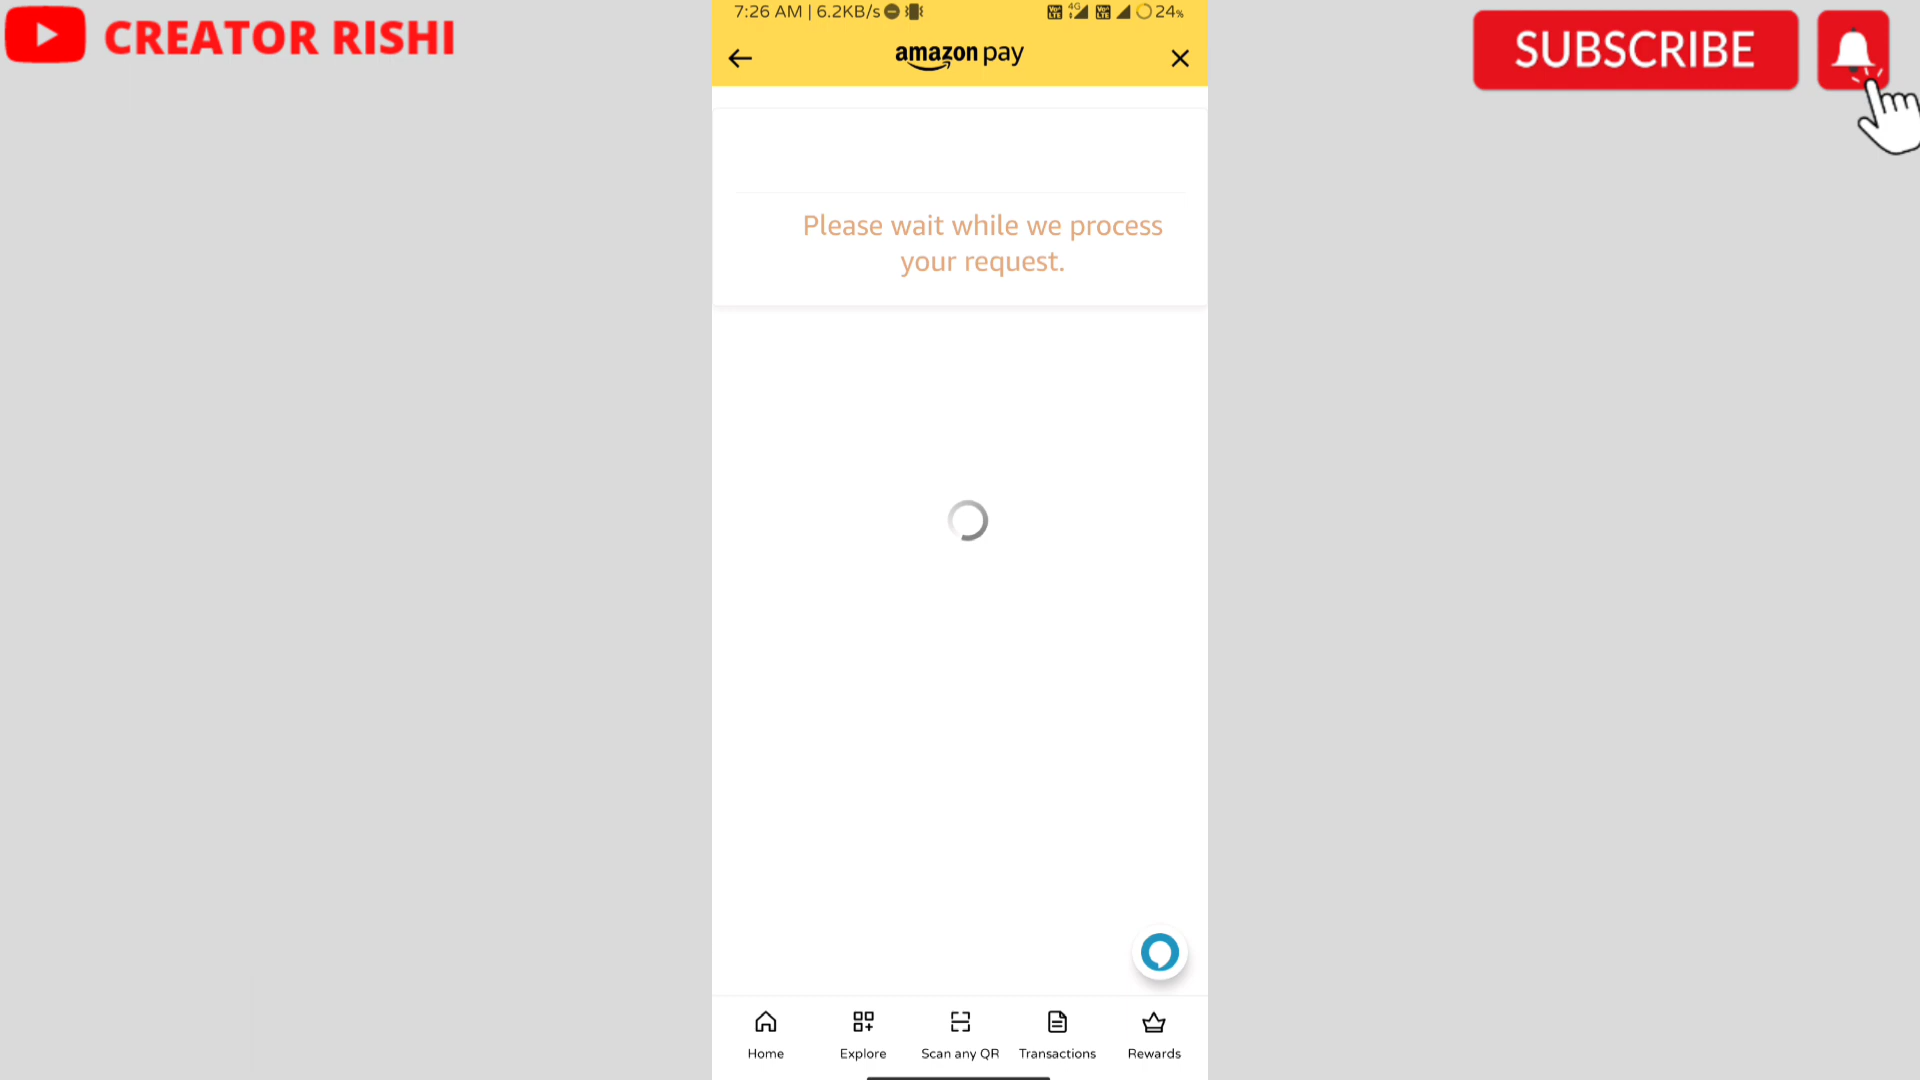 CREATOR RISHI
SUBSCRIBE
7:26 AM | 6.2KB/s
4G
24%
amazon pay
Please wait while we process
your request.
Home
Explore
Scan any QR
Transactions
Rewards